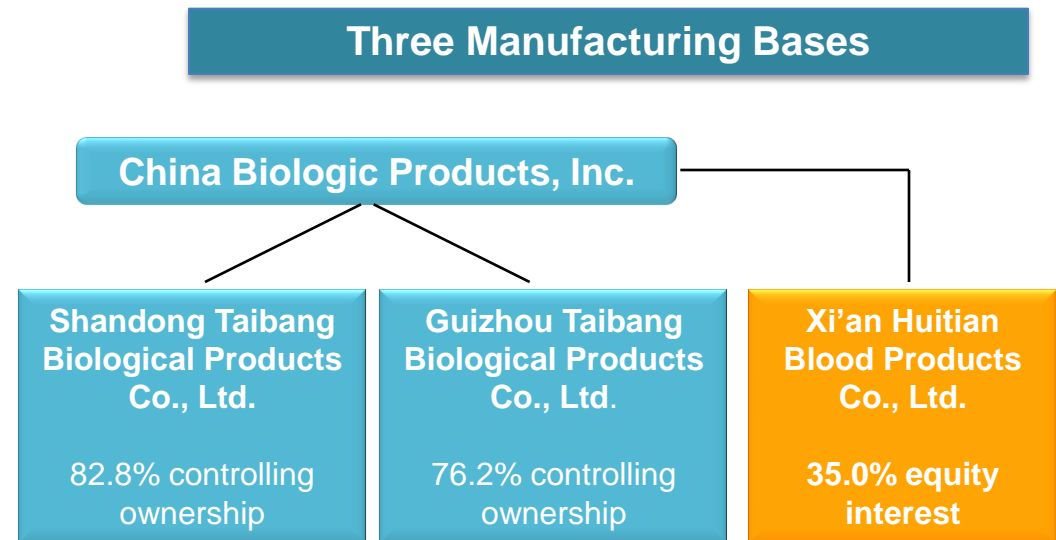 Three Manufacturing Bases
China Biologic Products, Inc.
Shandong Taibang
Biological Products
Co., Ltd.
82.8% controlling
ownership
Guizhou Taibang
Biological Products
Co., Ltd.
76.2% controlling
ownership
Xi’an Huitian
Blood Products
Co., Ltd.
35.0% equity
interest